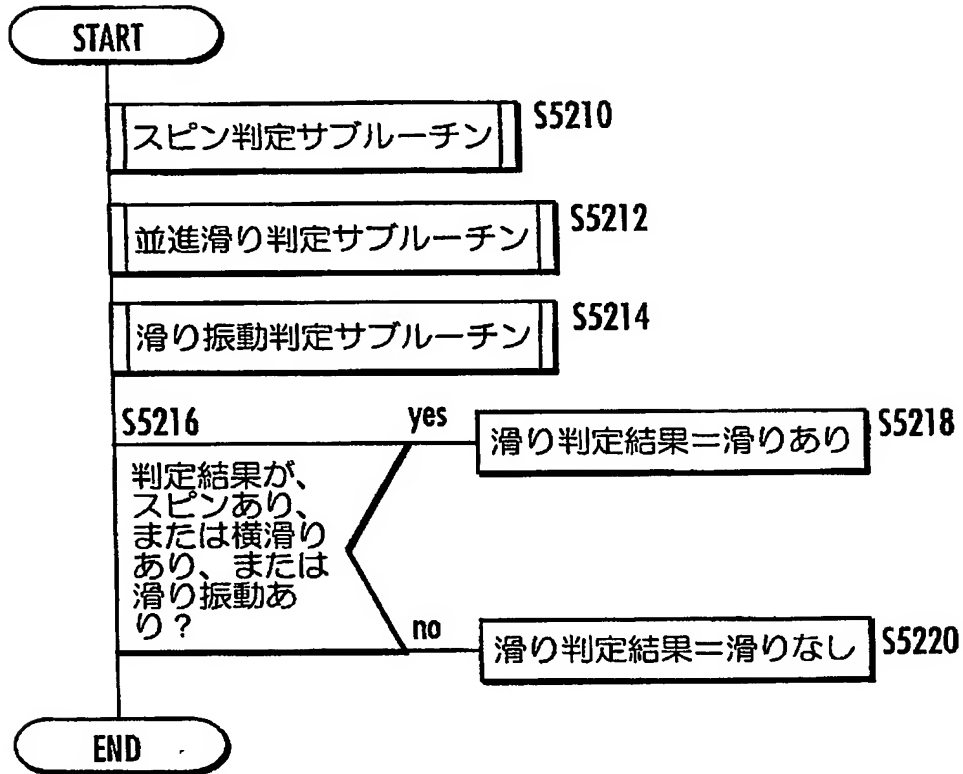 START
スピン判定サブルーチン
S5210
並進滑り判定サブルーチン
S5212
滑り振動判定サブルーチン
S5214
S5216
yes
滑り判定結果=滑りあり
S5218
判定結果が、
スピンあり、
または横滑り
あり、または
滑り振動あ
り?
no
滑り判定結果=滑りなし
S5220
END